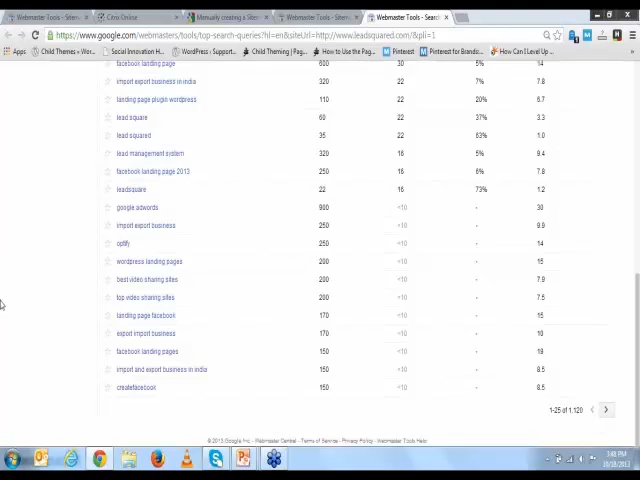 Webmaster Tools - Sitem
Citrix Online
Manually creating a Sitem
Webmaster Tools - Sitem
Webmaster Tools - Searc
https://www.google.com/webmasters/tools/top-search-queries?hl=en&siteUrl=http://www.leadsquared.com/&pli=1
Apps
Child Themes « Wor...
Social Innovation H...
WordPress › Support...
Child Theming | Pag...
How to Use the Pag...
Pinterest
Pinterest for Brands...
How Can I Level Up ...
facebook landing page 600 30 5% 14
import export business in india 320 22 7% 7.8
landing page plugin wordpress 110 22 20% 6.7
lead square 60 22 37% 3.3
lead squared 35 22 63% 1.0
lead management system 320 16 5% 9.4
facebook landing page 2013 250 16 6% 7.8
leadsquare 22 16 73% 1.2
google adwords 900 <10 - 30
import export business 250 <10 - 9.9
optify 250 <10 - 14
wordpress landing pages 200 <10 - 15
best video sharing sites 200 <10 - 7.9
top video sharing sites 200 <10 - 7.5
landing page facebook 170 <10 - 15
export import business 170 <10 - 10
facebook landing pages 150 <10 - 19
import and export business in india 150 <10 - 8.5
createfacebook 150 <10 - 8.5
1-25 of 1,120
© 2013 Google Inc. - Webmaster Central - Terms of Service - Privacy Policy - Webmaster Tools Help
3:48 PM
10/18/2013